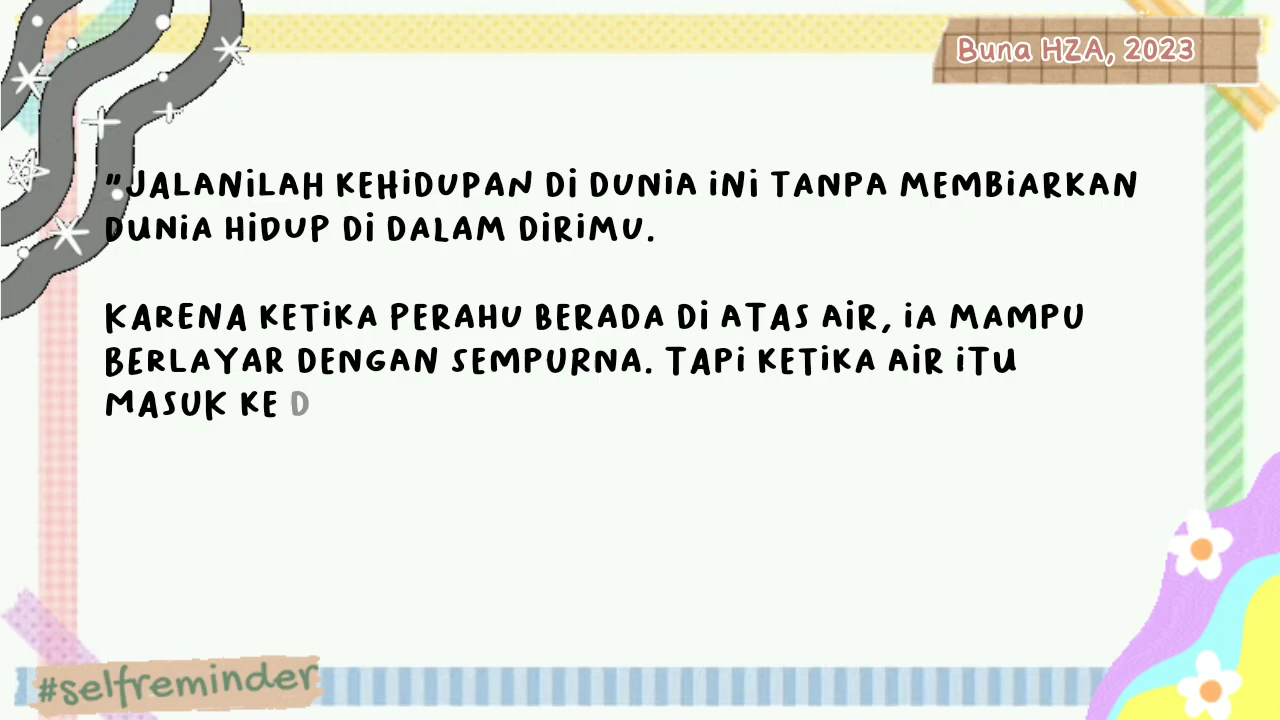 Buna HZA, 2023
"JALANiLAH KEHiDUPAN Di DUNiA iNi TANPA MEMBiARKAN
DUNiA HiDUP Di DALAM DiRiMU.
KARENA KETiKA PERAHU BERADA Di ATAS AiR, iA MAMPU
BERLAYAR DENGAN SEMPURNA. TAPi KETiKA AiR iTU
MASUK KE D
#selfreminder